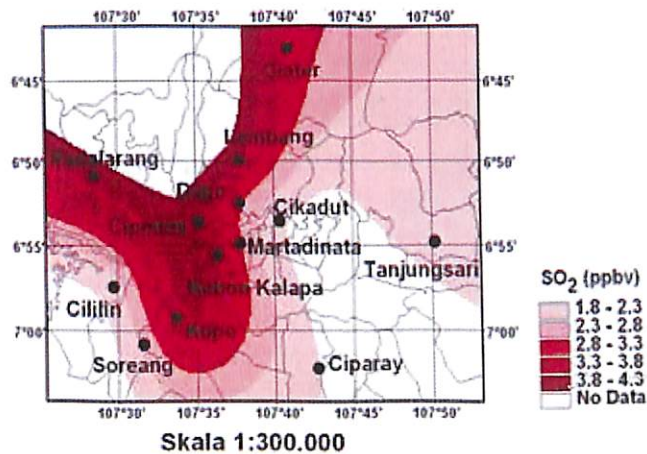 107°30' 107°35' 107°40' 107°45' 107°50'
6°45' 6°45'
Ciater
Lembang
6°50' 6°50'
Dago
Cipedes
Cikadut
6°55' Martadinata 6°55'
Tanjungsari
Kebon Kalapa
Cililin
Kopo
7°00' 7°00'
Soreang
Ciparay
107°30' 107°35' 107°40' 107°45' 107°50'
Skala 1:300.000
SO2 (ppbv)
1.8 - 2.3
2.3 - 2.8
2.8 - 3.3
3.3 - 3.8
3.8 - 4.3
No Data